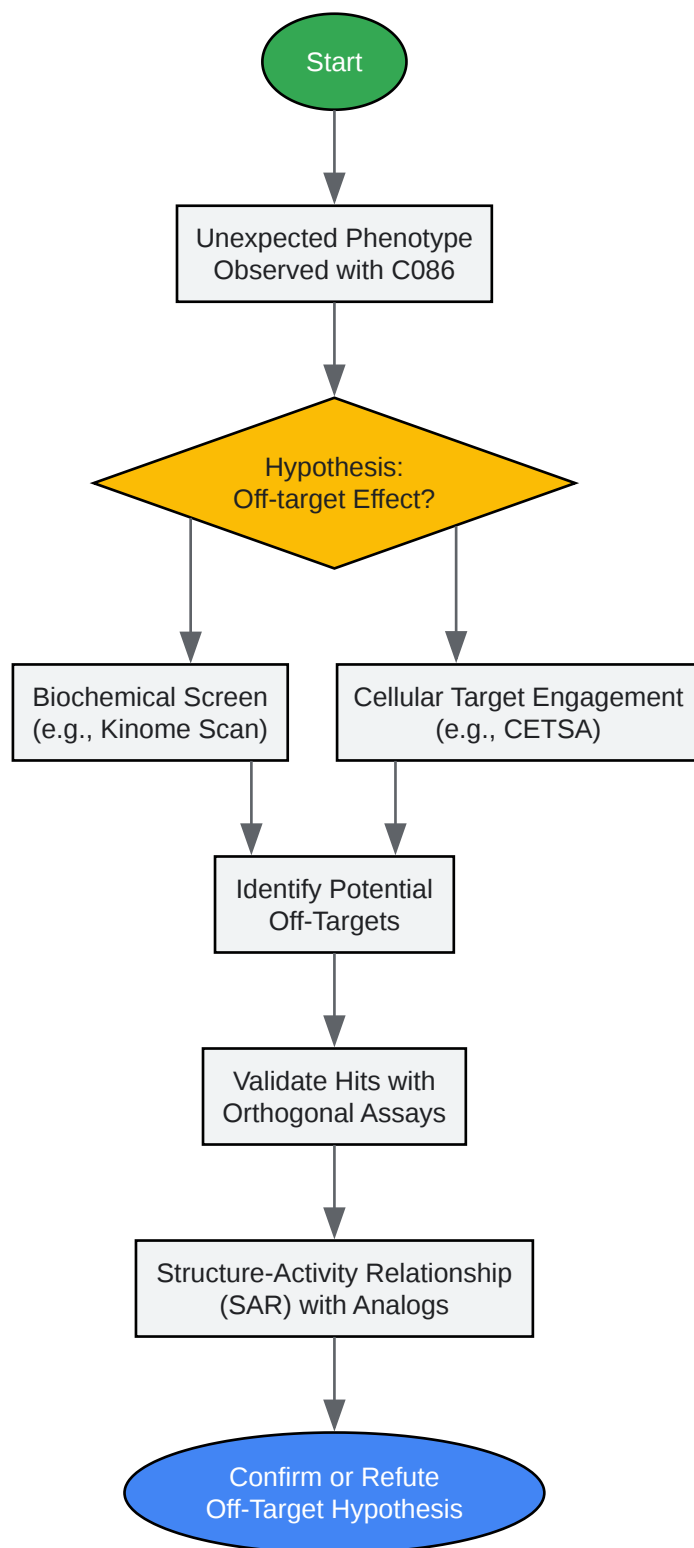 Start
Unexpected Phenotype
Observed with C086
Hypothesis:
Off-target Effect?
Biochemical Screen
(e.g., Kinome Scan)
Cellular Target Engagement
(e.g., CETSA)
Identify Potential
Off-Targets
Validate Hits with
Orthogonal Assays
Structure-Activity Relationship
(SAR) with Analogs
Confirm or Refute
Off-Target Hypothesis